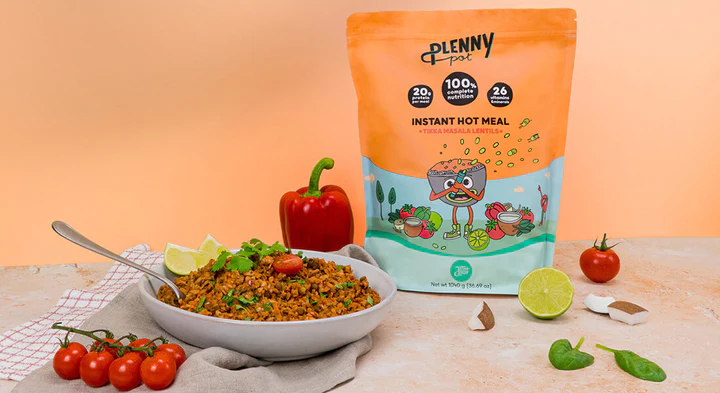 PLENNY
pot
20g
protein
per meal
100%
complete
nutrition
26
vitamins
&minerals
INSTANT HOT MEAL
•TIKKA MASALA LENTILS•
Net wt 1040g (36.69 oz)